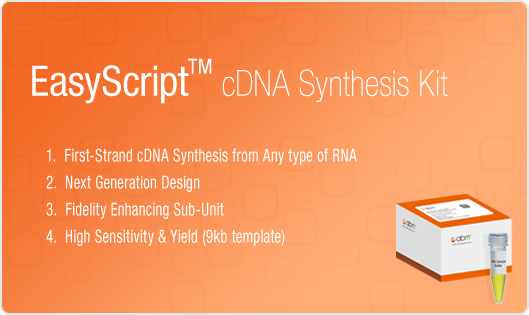 EasyScript™ cDNA Synthesis Kit
1. First-Strand cDNA Synthesis from Any type of RNA
2. Next Generation Design
3. Fidelity Enhancing Sub-Unit
4. High Sensitivity & Yield (9kb template)
abm
abm